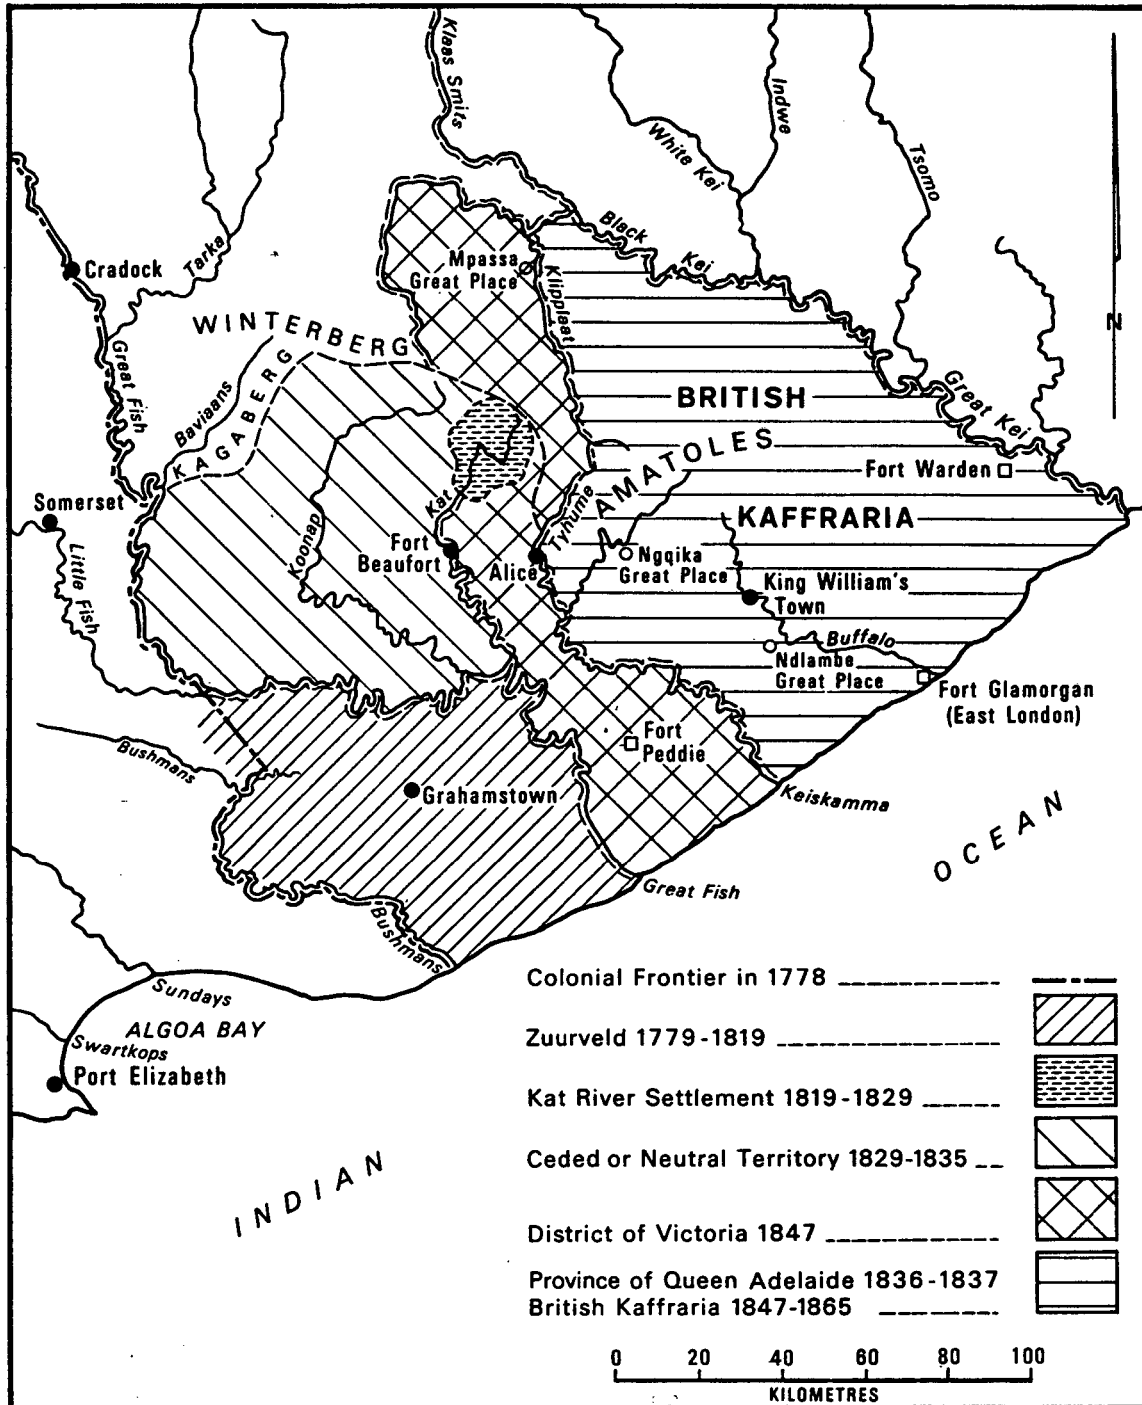 Klaas Smits
Indwe
White Kei
Tsomo
Black
Kei
Cradock
Tarka
Mpassa
Great Place
Klipplaat
N
WINTERBERG
Great Fish
Baviaans
KAGABERG
BRITISH
Great Kei
AMATOLES
Fort Warden
Somerset
Kat
Tyhume
KAFFRARIA
Koonap
Fort
Beaufort
Alice
Ngqika
Great Place
King William's
Town
Little Fish
Buffalo
Ndlambe
Great Place
Fort Glamorgan
(East London)
Bushmans
Fort
Peddie
Grahamstown
Keiskamma
OCEAN
Great Fish
Bushmans
Sundays
ALGOA BAY
Swartkops
Port Elizabeth
INDIAN
Colonial Frontier in 1778
Zuurveld 1779-1819
Kat River Settlement 1819-1829
Ceded or Neutral Territory 1829-1835
District of Victoria 1847
Province of Queen Adelaide 1836-1837
British Kaffraria 1847-1865
0 20 40 60 80 100
KILOMETRES